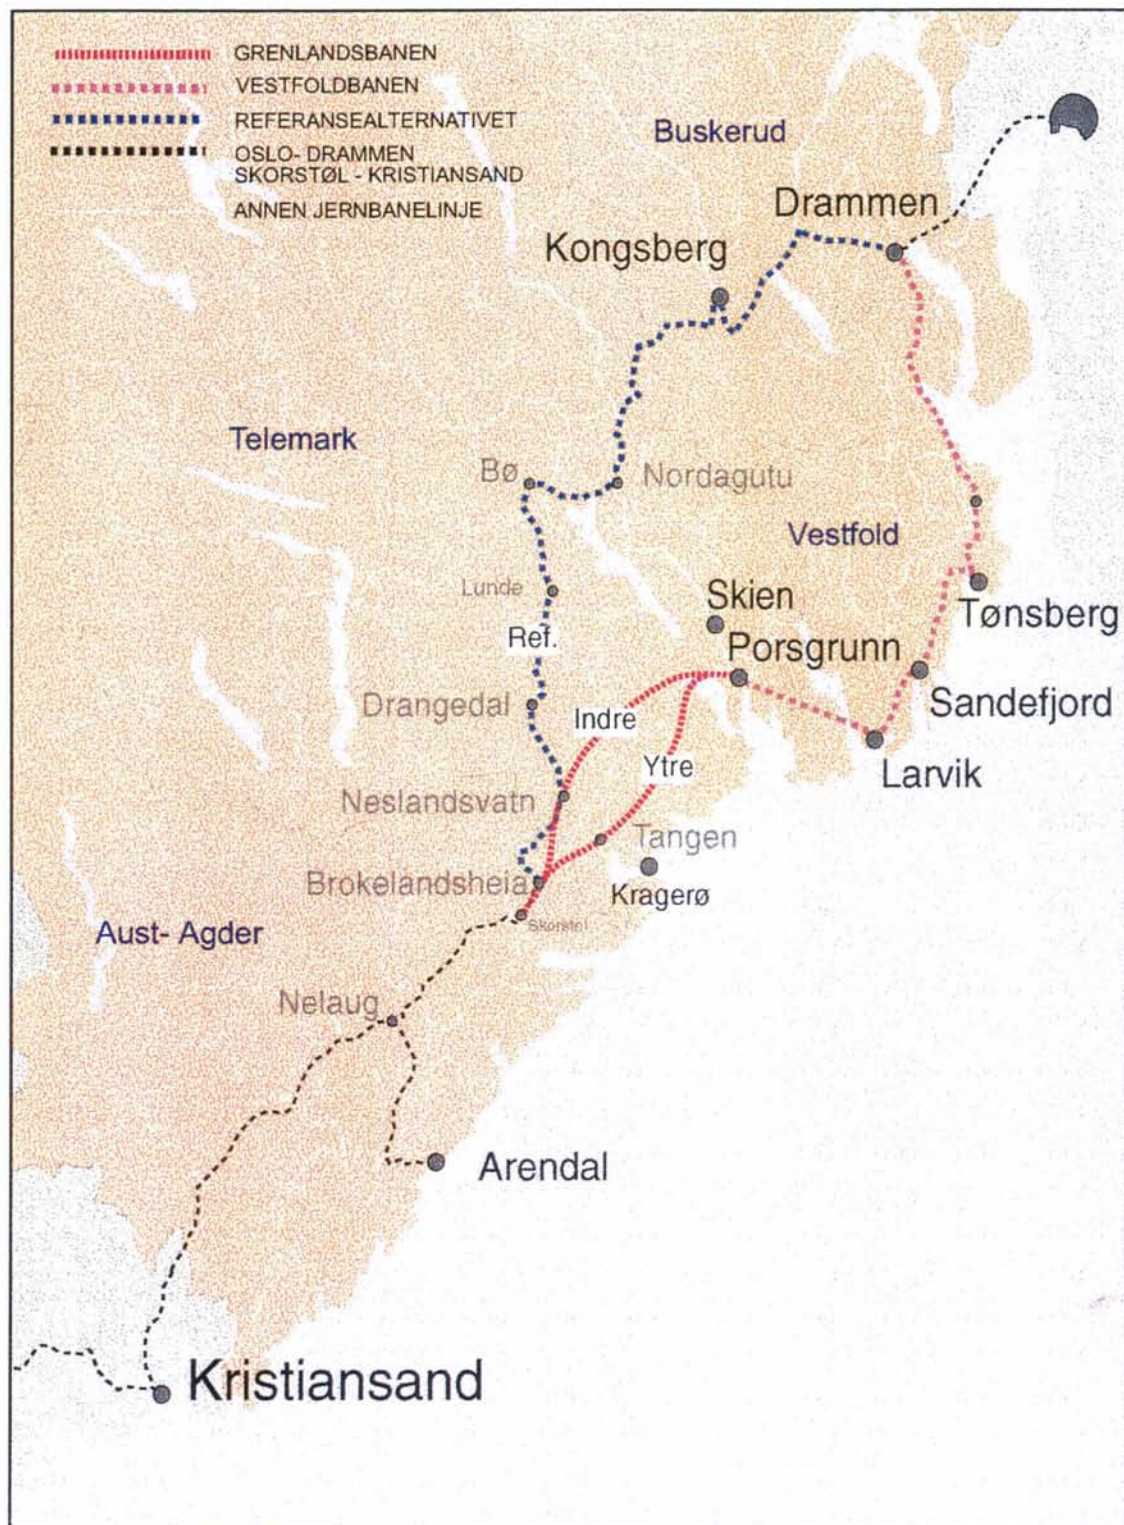 GRENLANDSBANEN
VESTFOLDBANEN
REFERANSEALTERNATIVET
OSLO- DRAMMEN
SKORSTØL - KRISTIANSAND
ANNEN JERNBANELINJE
Buskerud
Drammen
Kongsberg
Telemark
Bø
Nordagutu
Vestfold
Lunde
Skien
Tønsberg
Ref.
Porsgrunn
Drangedal
Indre
Sandefjord
Ytre
Larvik
Neslandsvatn
Tangen
Brokelandsheia
Kragerø
Skorstøl
Aust- Agder
Nelaug
Arendal
Kristiansand